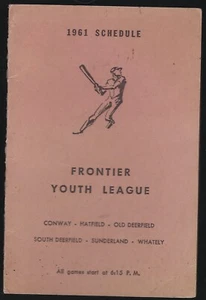 1961 SCHEDULE
FRONTIER
YOUTH LEAGUE
CONWAY - HATFIELD - OLD DEERFIELD
SOUTH DEERFIELD - SUNDERLAND - WHATELY
All games start at 6:15 P. M.